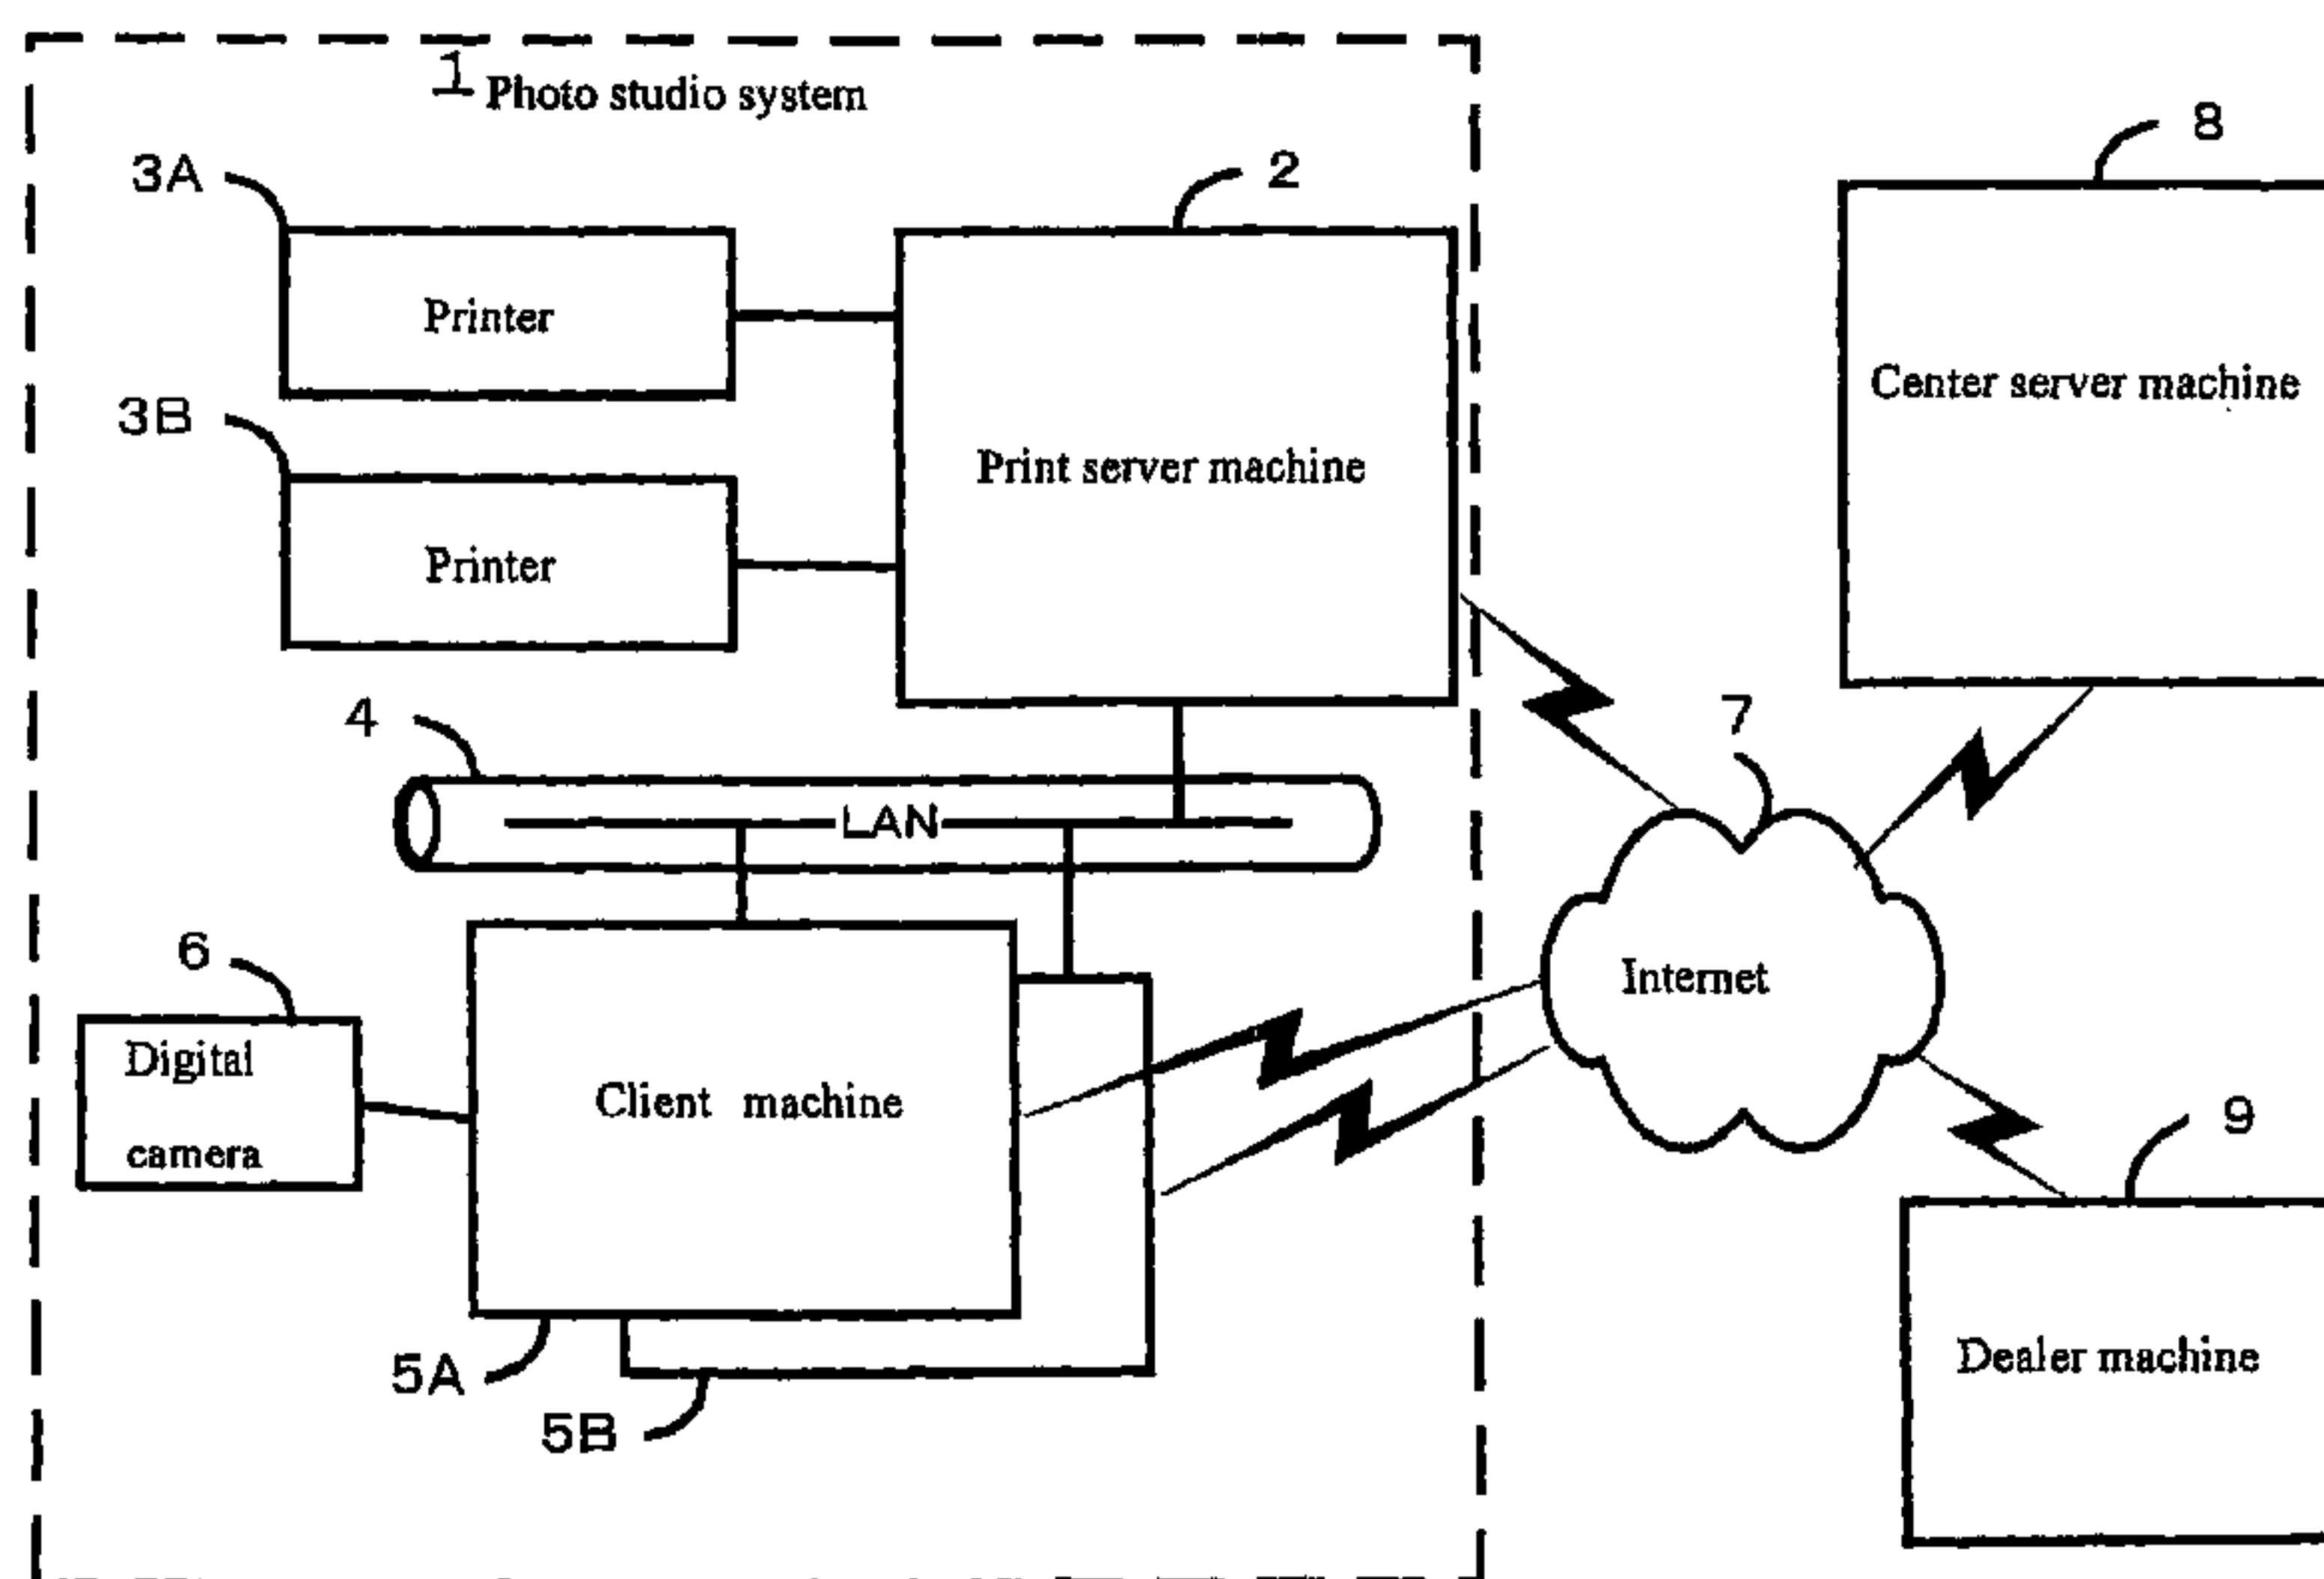 1 Photo studio system
8
2
3A
Printer
Center server machine
3B
Print server machine
Printer
4
7
LAN
6
Internet
Digital
camera
Client machine
9
5A
Dealer machine
5B